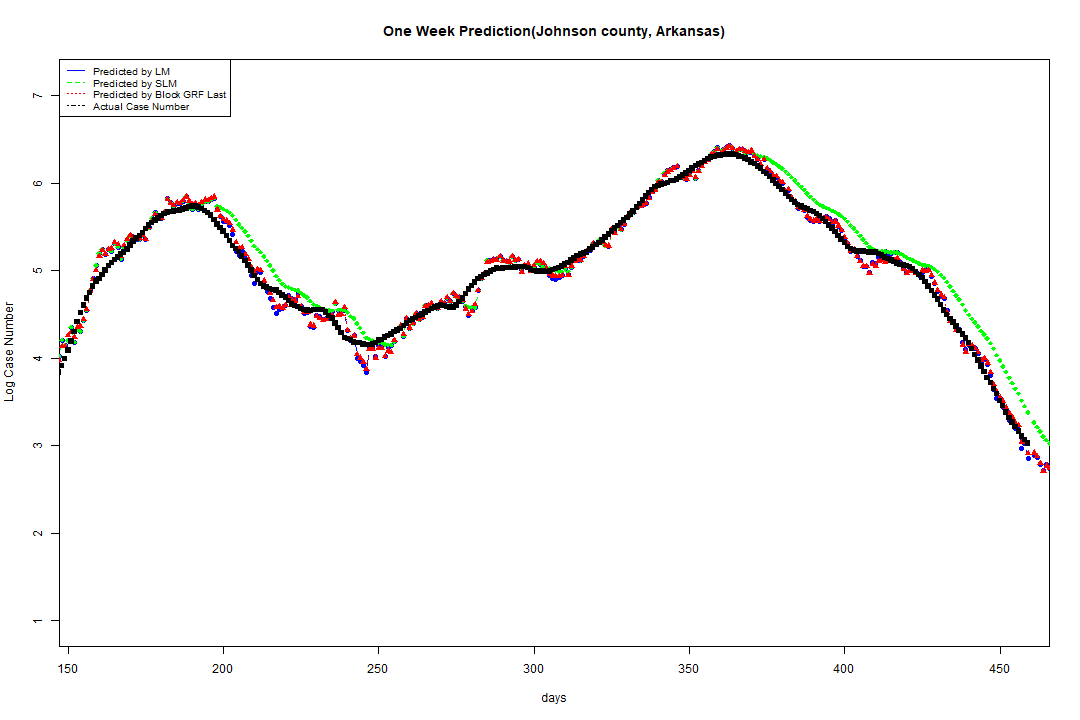 One Week Prediction(Johnson county, Arkansas)
Predicted by LM
Predicted by SLM
Predicted by Block GRF Last
Actual Case Number
7
6
5
4
3
2
1
Log Case Number
150 200 250 300 350 400 450
days